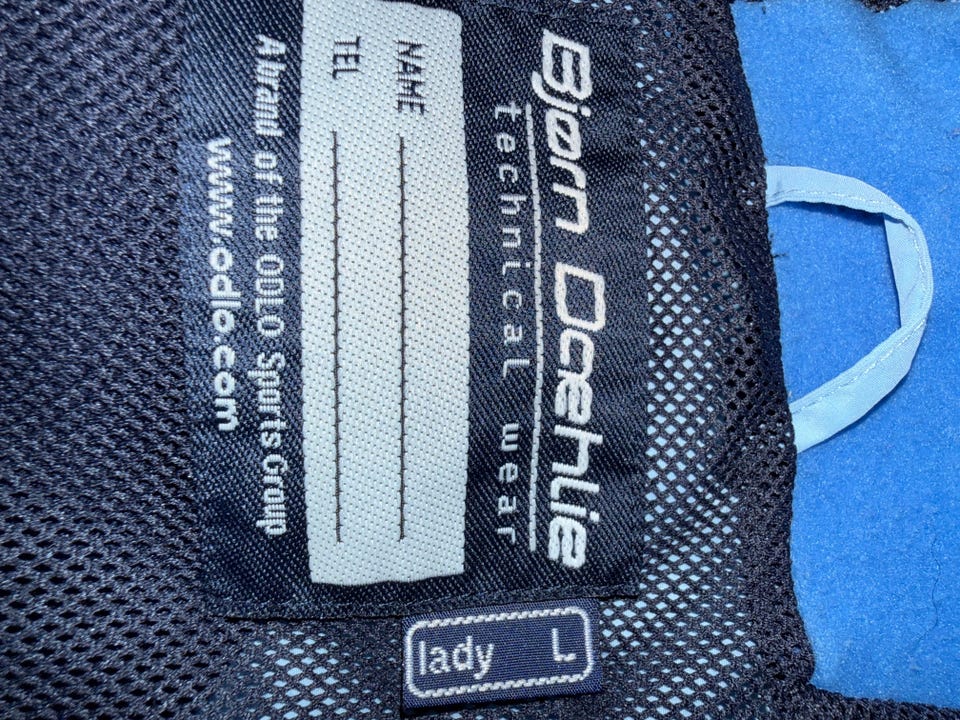 Bjørn Dæhlie
technical wear
NAME
TEL
A brand of the ODLO Sports Group
www.odlo.com
lady L